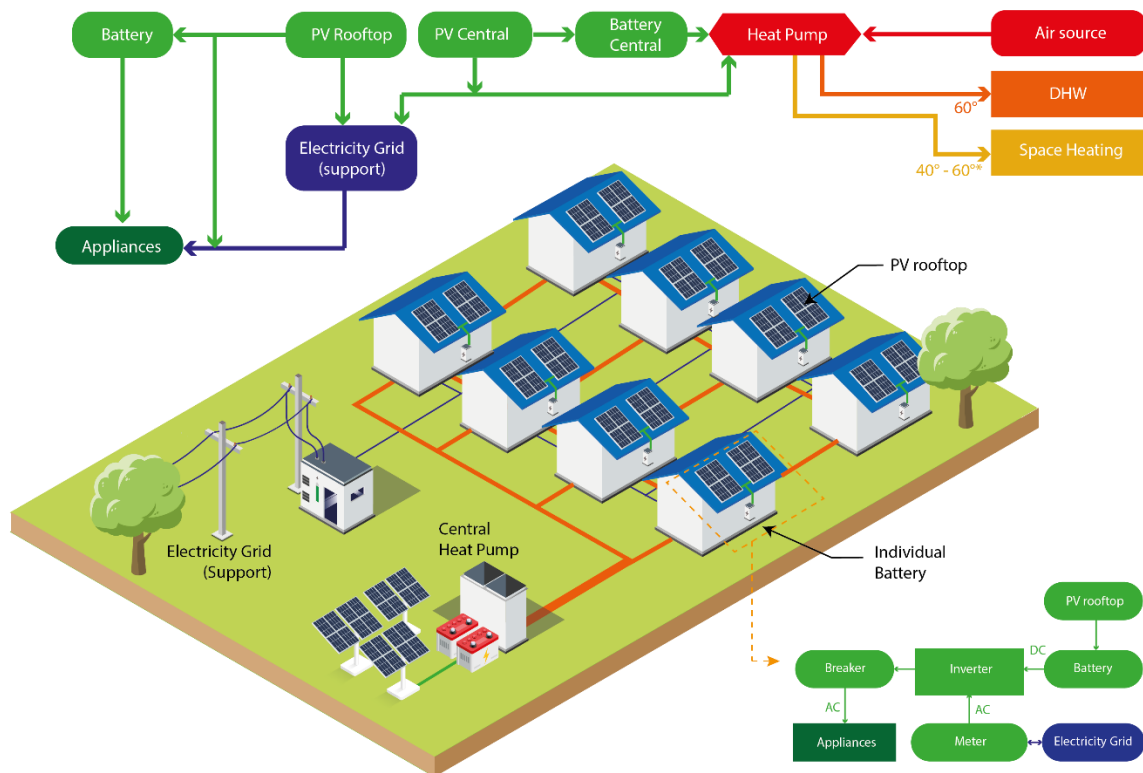 Battery
PV Rooftop
PV Central
Battery
Central
Heat Pump
Air source
60°
DHW
Electricity Grid
(support)
Space Heating
40° - 60°*
Appliances
PV rooftop
Electricity Grid
(Support)
Central
Heat Pump
Individual
Battery
PV rooftop
Breaker
Inverter
DC
Battery
AC
AC
Appliances
Meter
Electricity Grid